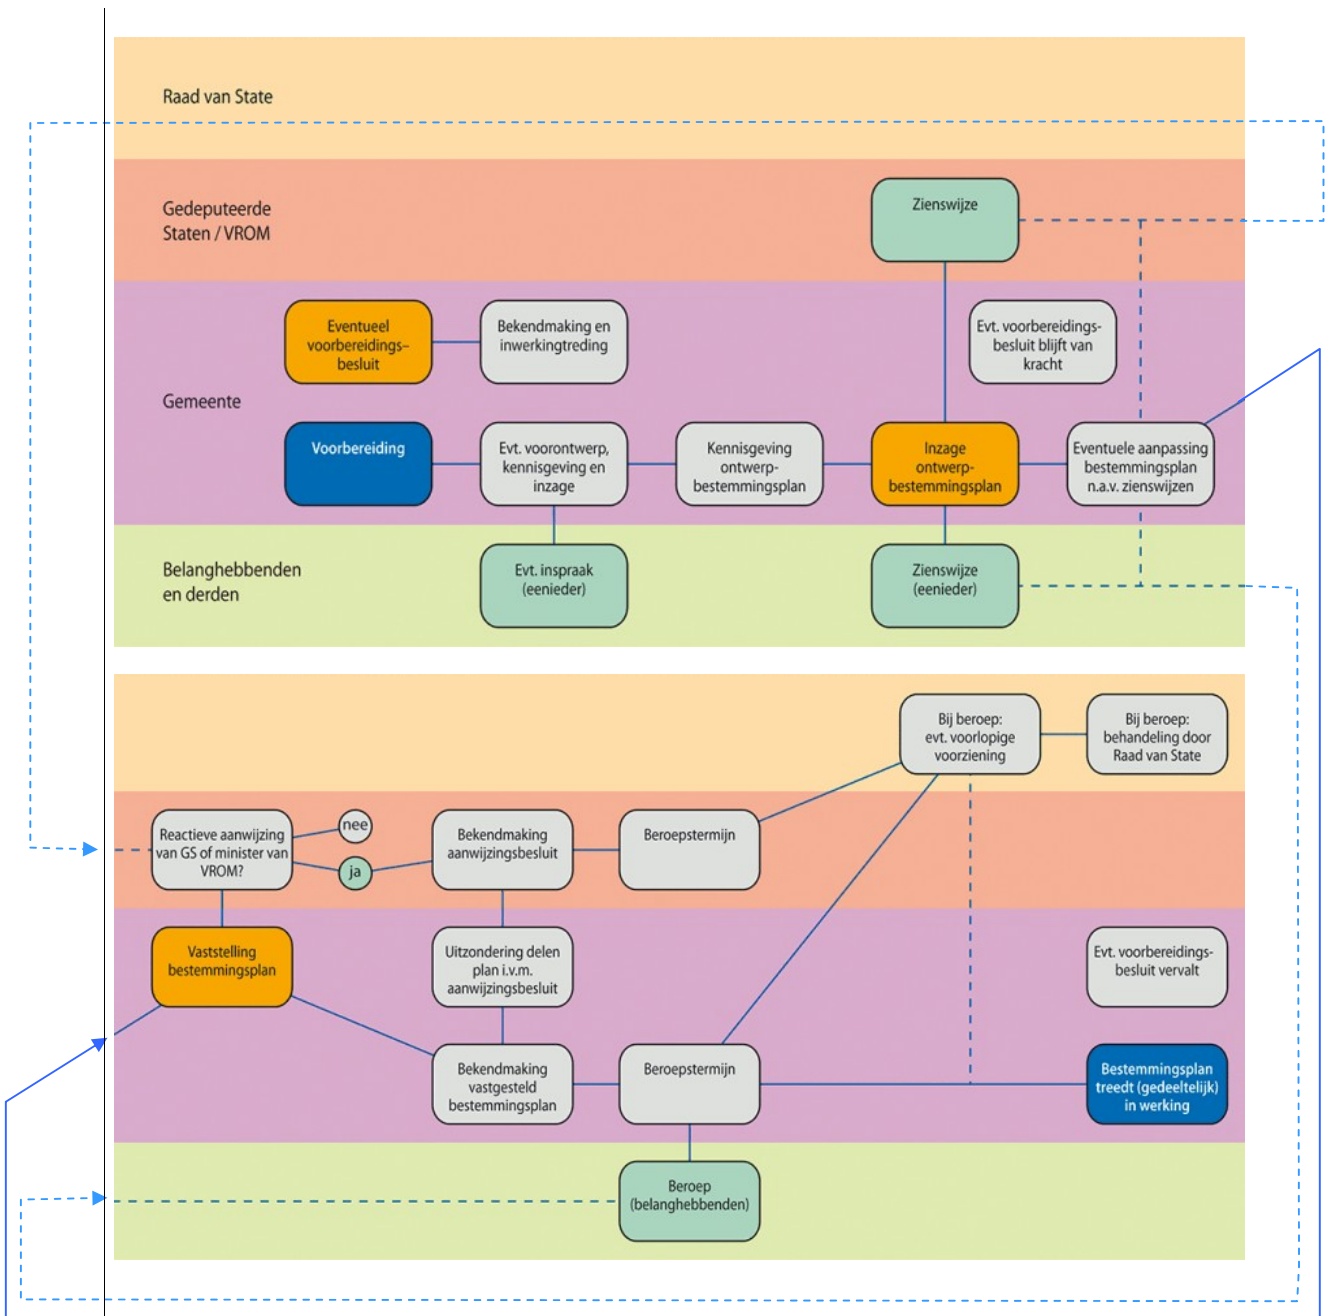 Raad van State
Gedeputeerde
Staten / VROM
Zienswijze
Eventueel
voorbereidings–
besluit
Bekendmaking en
inwerkingtreding
Evt. voorbereidings-
besluit blijft van
kracht
Gemeente
Voorbereiding
Evt. voorontwerp,
kennisgeving en
inzage
Kennisgeving
ontwerp-
bestemmingsplan
Inzage
ontwerp-
bestemmingsplan
Eventuele aanpassing
bestemmingsplan
n.a.v. zienswijzen
Belanghebbenden
en derden
Evt. inspraak
(eenieder)
Zienswijze
(eenieder)
Bij beroep:
evt. voorlopige
voorziening
Bij beroep:
behandeling door
Raad van State
Reactieve aanwijzing
van GS of minister van
VROM?
nee
ja
Bekendmaking
aanwijzingsbesluit
Beroepstermijn
Vaststelling
bestemmingsplan
Uitzondering delen
plan i.v.m.
aanwijzingsbesluit
Evt. voorbereidings-
besluit vervalt
Bekendmaking
vastgesteld
bestemmingsplan
Beroepstermijn
Bestemmingsplan
treedt (gedeeltelijk)
in werking
Beroep
(belanghebbenden)